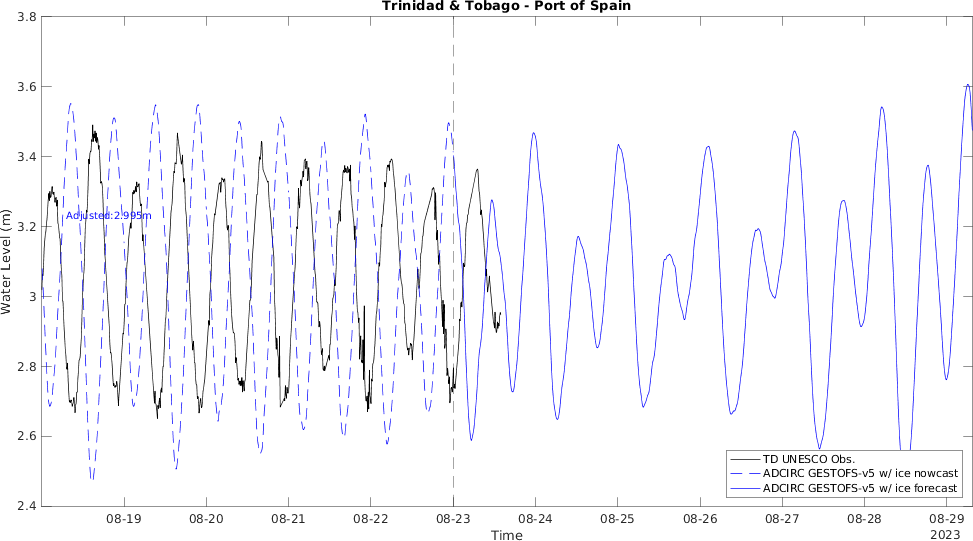 Trinidad & Tobago - Port of Spain
3.8
3.6
3.4
3.2
3
2.8
2.6
2.4
Water Level (m)
Adjusted:2.995m
TD UNESCO Obs.
ADCIRC GESTOFS-v5 w/ ice nowcast
ADCIRC GESTOFS-v5 w/ ice forecast
08-19 08-20 08-21 08-22 08-23 08-24 08-25 08-26 08-27 08-28 08-29
2023
Time